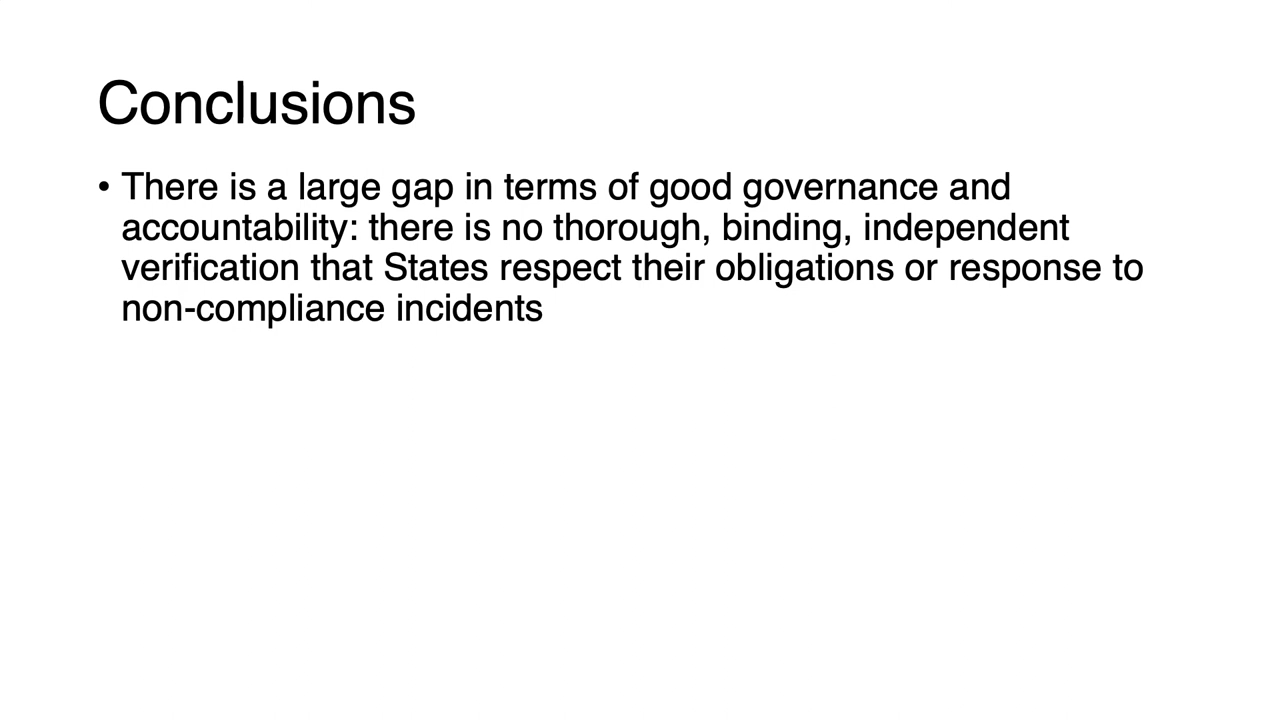 Conclusions
• There is a large gap in terms of good governance and
accountability: there is no thorough, binding, independent
verification that States respect their obligations or response to
non-compliance incidents